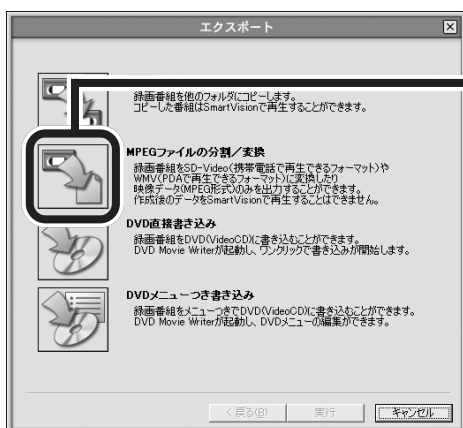 エクスポート
録画番組を他のフォルダにコピーします。
コピーした番組はSmartVisionで再生することができます。
MPEGファイルの分割／変換
録画番組をSD-Video(携帯電話で再生できるフォーマット)や
WMV(PDAで再生できるフォーマット)に変換したり
映像データ(MPEG形式)のみを出力することができます。
作成後のデータをSmartVisionで再生することはできません。
DVD直接書き込み
録画番組をDVD(VideoCD)に書き込むことができます。
DVD Movie Writerが起動し、ワンクリックで書き込みが開始します。
DVDメニューつき書き込み
録画番組をメニューつきでDVD(VideoCD)に書き込むことができます。
DVD Movie Writerが起動し、DVDメニューの編集ができます。
< 戻る(B)
実行
キャンセル